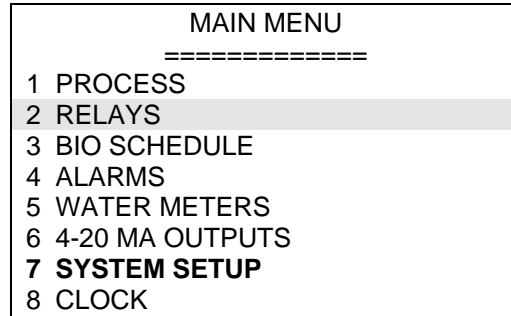 MAIN MENU
=============
1 PROCESS
2 RELAYS
3 BIO SCHEDULE
4 ALARMS
5 WATER METERS
6 4-20 MA OUTPUTS
7 SYSTEM SETUP
8 CLOCK